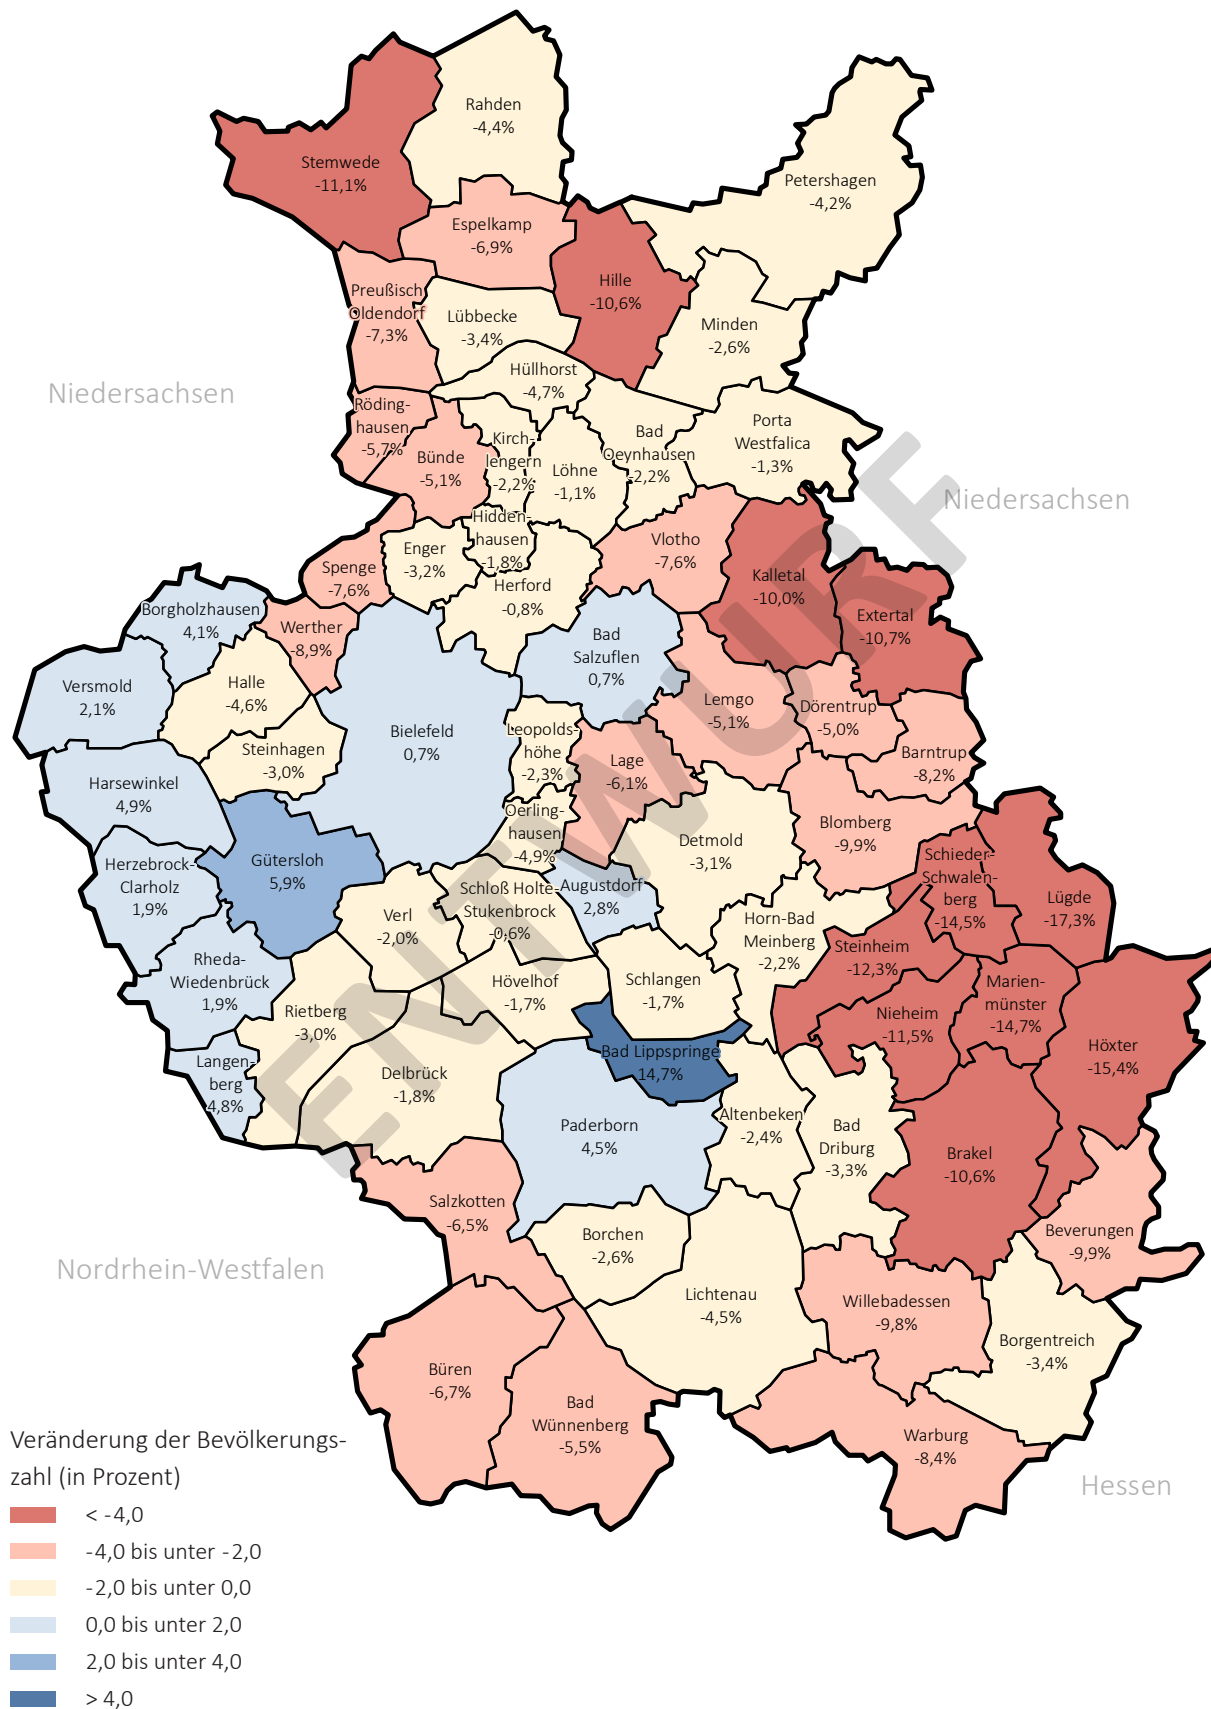 Rahden
-4,4%
Stemwede
-11,1%
Petershagen
-4,2%
Espelkamp
-6,9%
Hille
-10,6%
Preußisch
Oldendorf
-7,3%
Lübbecke
-3,4%
Minden
-2,6%
Hüllhorst
-4,7%
Niedersachsen
Röding-
hausen
-5,7%
Bünde
-5,1%
Kirch-
lengern
-2,2%
Löhne
-1,1%
Bad
Oeynhausen
-2,2%
Porta
Westfalica
-1,3%
Niedersachsen
Hidden-
hausen
-1,8%
Enger
-3,2%
Spenge
-7,6%
Herford
-0,8%
Vlotho
-7,6%
Kalletal
-10,0%
Extertal
-10,7%
Borgholzhausen
4,1%
Werther
-8,9%
Bad
Salzuflen
0,7%
Versmold
2,1%
Halle
-4,6%
Steinhagen
-3,0%
Bielefeld
0,7%
Leopolds-
höhe
-2,3%
Lemgo
-5,1%
Dörentrup
-5,0%
Barntrup
-8,2%
Lage
-6,1%
Harsewinkel
4,9%
Oerling-
hausen
-4,9%
Detmold
-3,1%
Blomberg
-9,9%
Gütersloh
5,9%
Herzebrock-
Clarholz
1,9%
Schieder-
Schwalen-
berg
-14,5%
Lügde
-17,3%
Verl
-2,0%
Schloß Holte-
Stukenbrock
-0,6%
Augustdorf
2,8%
Horn-Bad
Meinberg
-2,2%
Steinheim
-12,3%
Rheda-
Wiedenbrück
1,9%
Hövelhof
-1,7%
Schlangen
-1,7%
Marien-
münster
-14,7%
Nieheim
-11,5%
Rietberg
-3,0%
Höxter
-15,4%
Langen-
berg
4,8%
Delbrück
-1,8%
Bad Lippspringe
14,7%
Altenbeken
-2,4%
Paderborn
4,5%
Bad
Driburg
-3,3%
Brakel
-10,6%
Salzkotten
-6,5%
Borchen
-2,6%
Beverungen
-9,9%
Nordrhein-Westfalen
Lichtenau
-4,5%
Willebadessen
-9,8%
Borgentreich
-3,4%
Büren
-6,7%
Bad
Wünnenberg
-5,5%
Warburg
-8,4%
Hessen
ENTWURF
Veränderung der Bevölkerungs-
zahl (in Prozent)
< -4,0
-4,0 bis unter -2,0
-2,0 bis unter 0,0
0,0 bis unter 2,0
2,0 bis unter 4,0
> 4,0